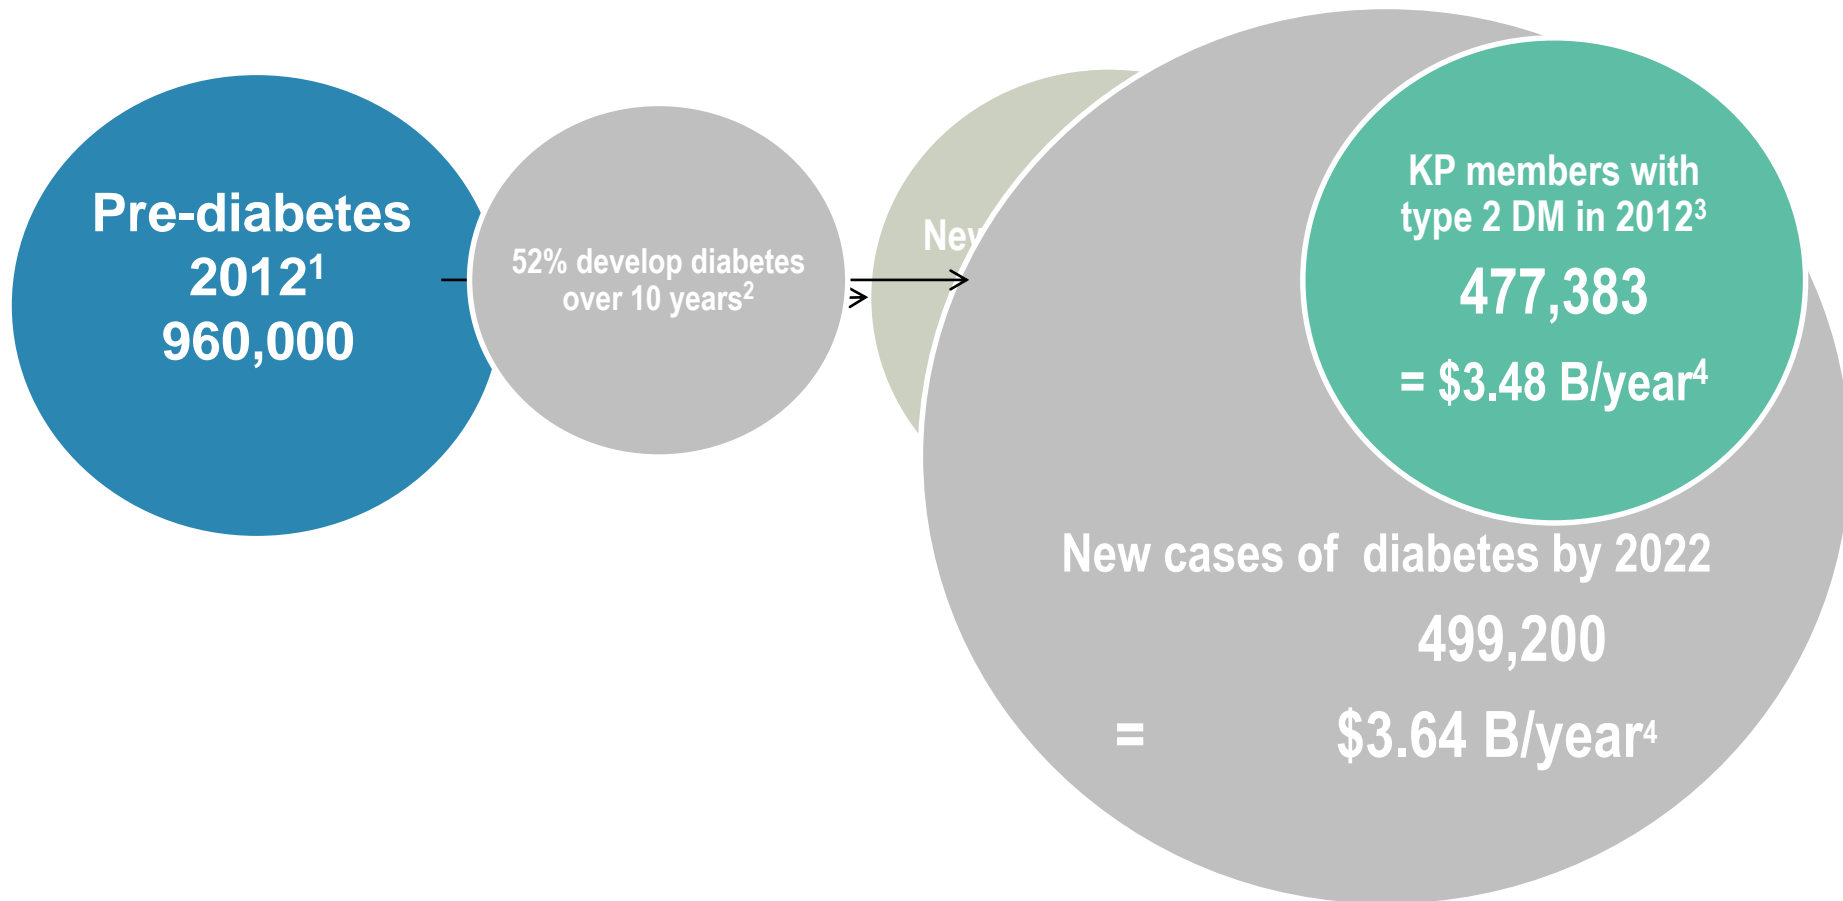 Pre-diabetes
2012¹
960,000
52% develop diabetes
over 10 years²
KP members with
type 2 DM in 2012³
477,383
= $3.48 B/year⁴
New cases of  diabetes by 2022
499,200
= $3.64 B/year⁴